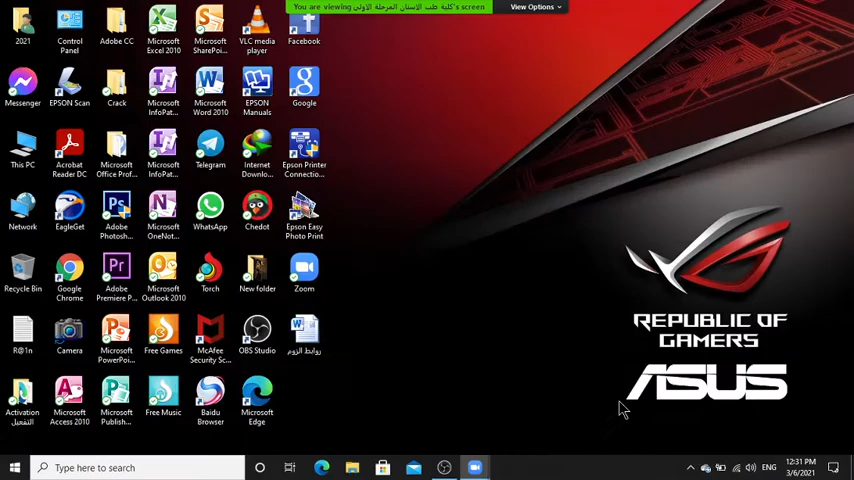 You are viewing كلية طب الاسنان المرحلة الاولى's screen
View Options
2021
Control
Panel
Adobe CC
Microsoft
Excel 2010
Microsoft
SharePoi...
VLC media
player
Facebook
Messenger
EPSON Scan
Crack
Microsoft
InfoPat...
Microsoft
Word 2010
EPSON
Manuals
Google
This PC
Acrobat
Reader DC
Microsoft
Office Prof...
Microsoft
InfoPat...
Telegram
Internet
Downlo...
Epson Printer
Connectio...
Network
EagleGet
Adobe
Photosh...
Microsoft
OneNot...
WhatsApp
Chedot
Epson Easy
Photo Print
Recycle Bin
Google
Chrome
Adobe
Premiere P...
Microsoft
Outlook 2010
Torch
New folder
Zoom
R@1n
Camera
Microsoft
PowerPoi...
Free Games
McAfee
Security Sc...
OBS Studio
روابط الزوم
Activation
التفعيل
Microsoft
Access 2010
Microsoft
Publish...
Free Music
Baidu
Browser
Microsoft
Edge
REPUBLIC OF
GAMERS
ASUS
Type here to search
ENG
12:31 PM
3/6/2021